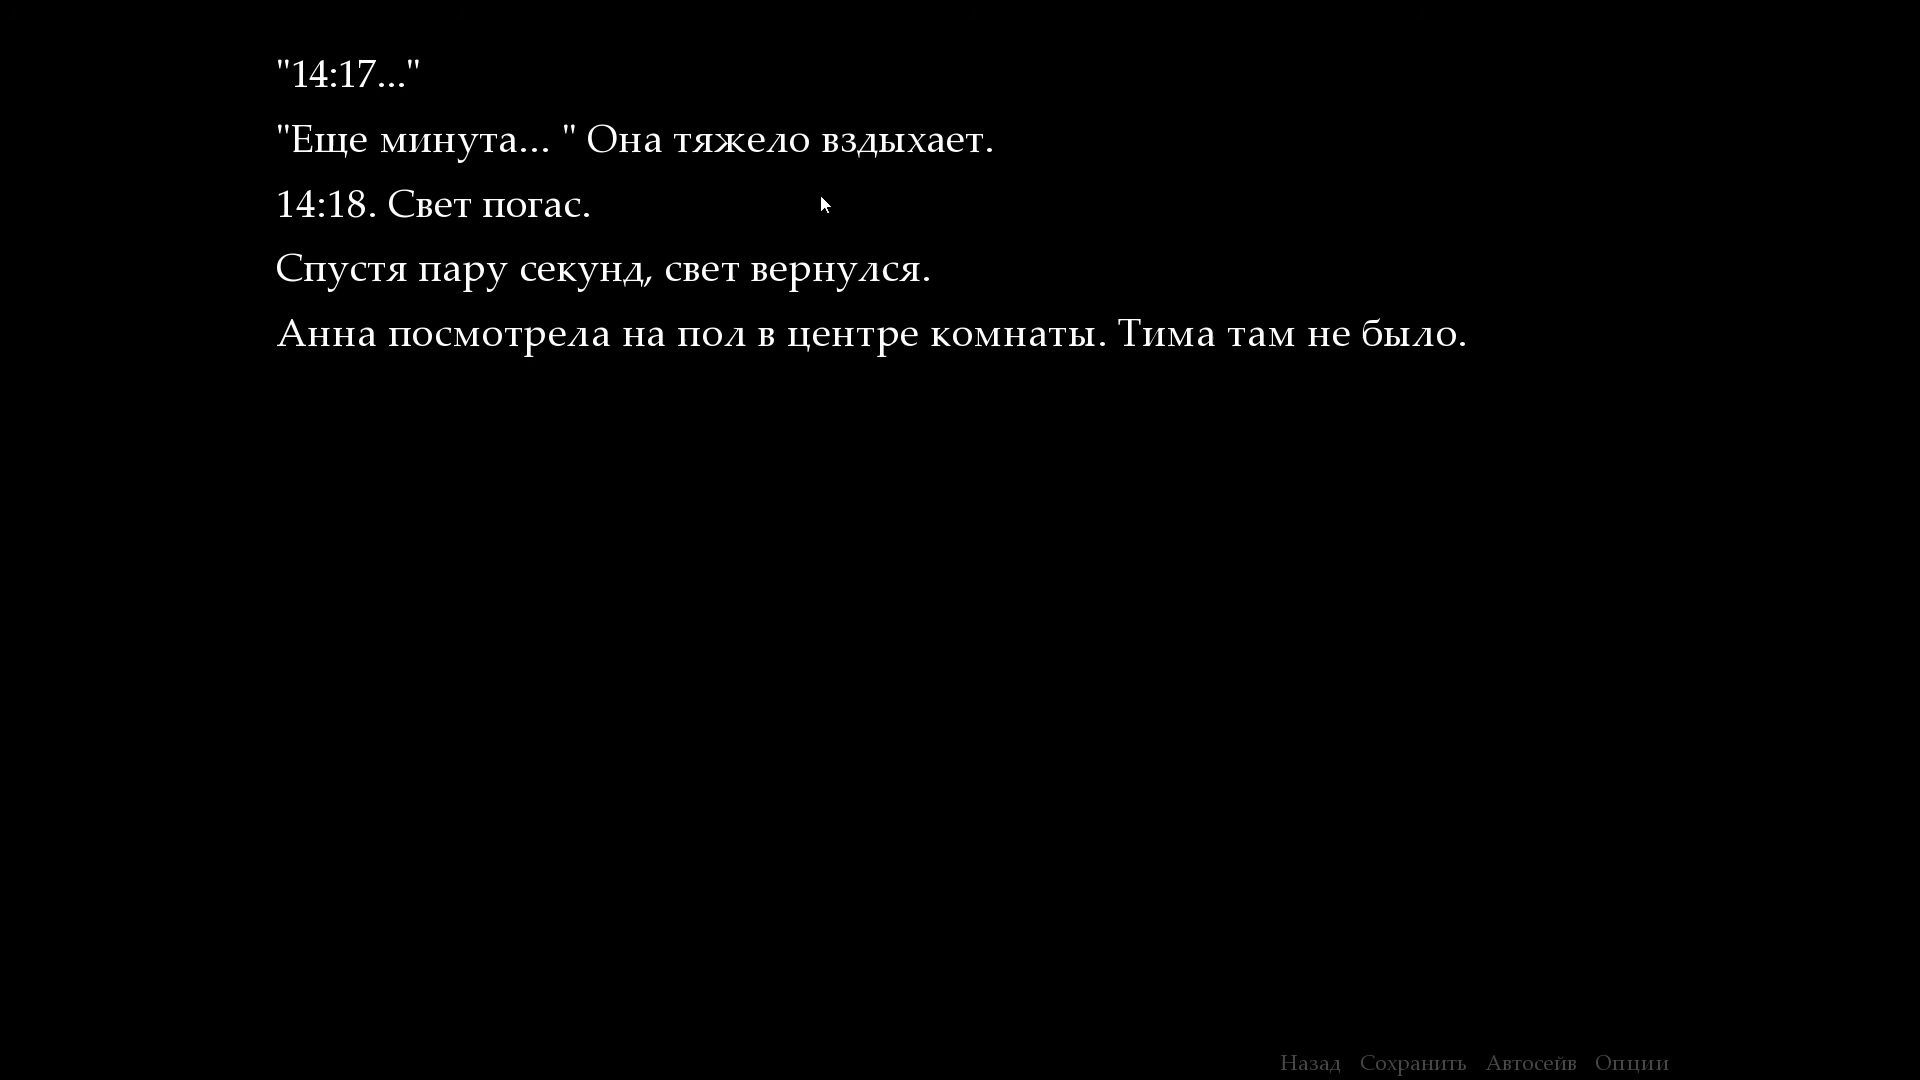 "14:17..."
"Еще минута... " Она тяжело вздыхает.
14:18. Свет погас.
Спустя пару секунд, свет вернулся.
Анна посмотрела на пол в центре комнаты. Тима там не было.
Назад Сохранить Автосейв Опции